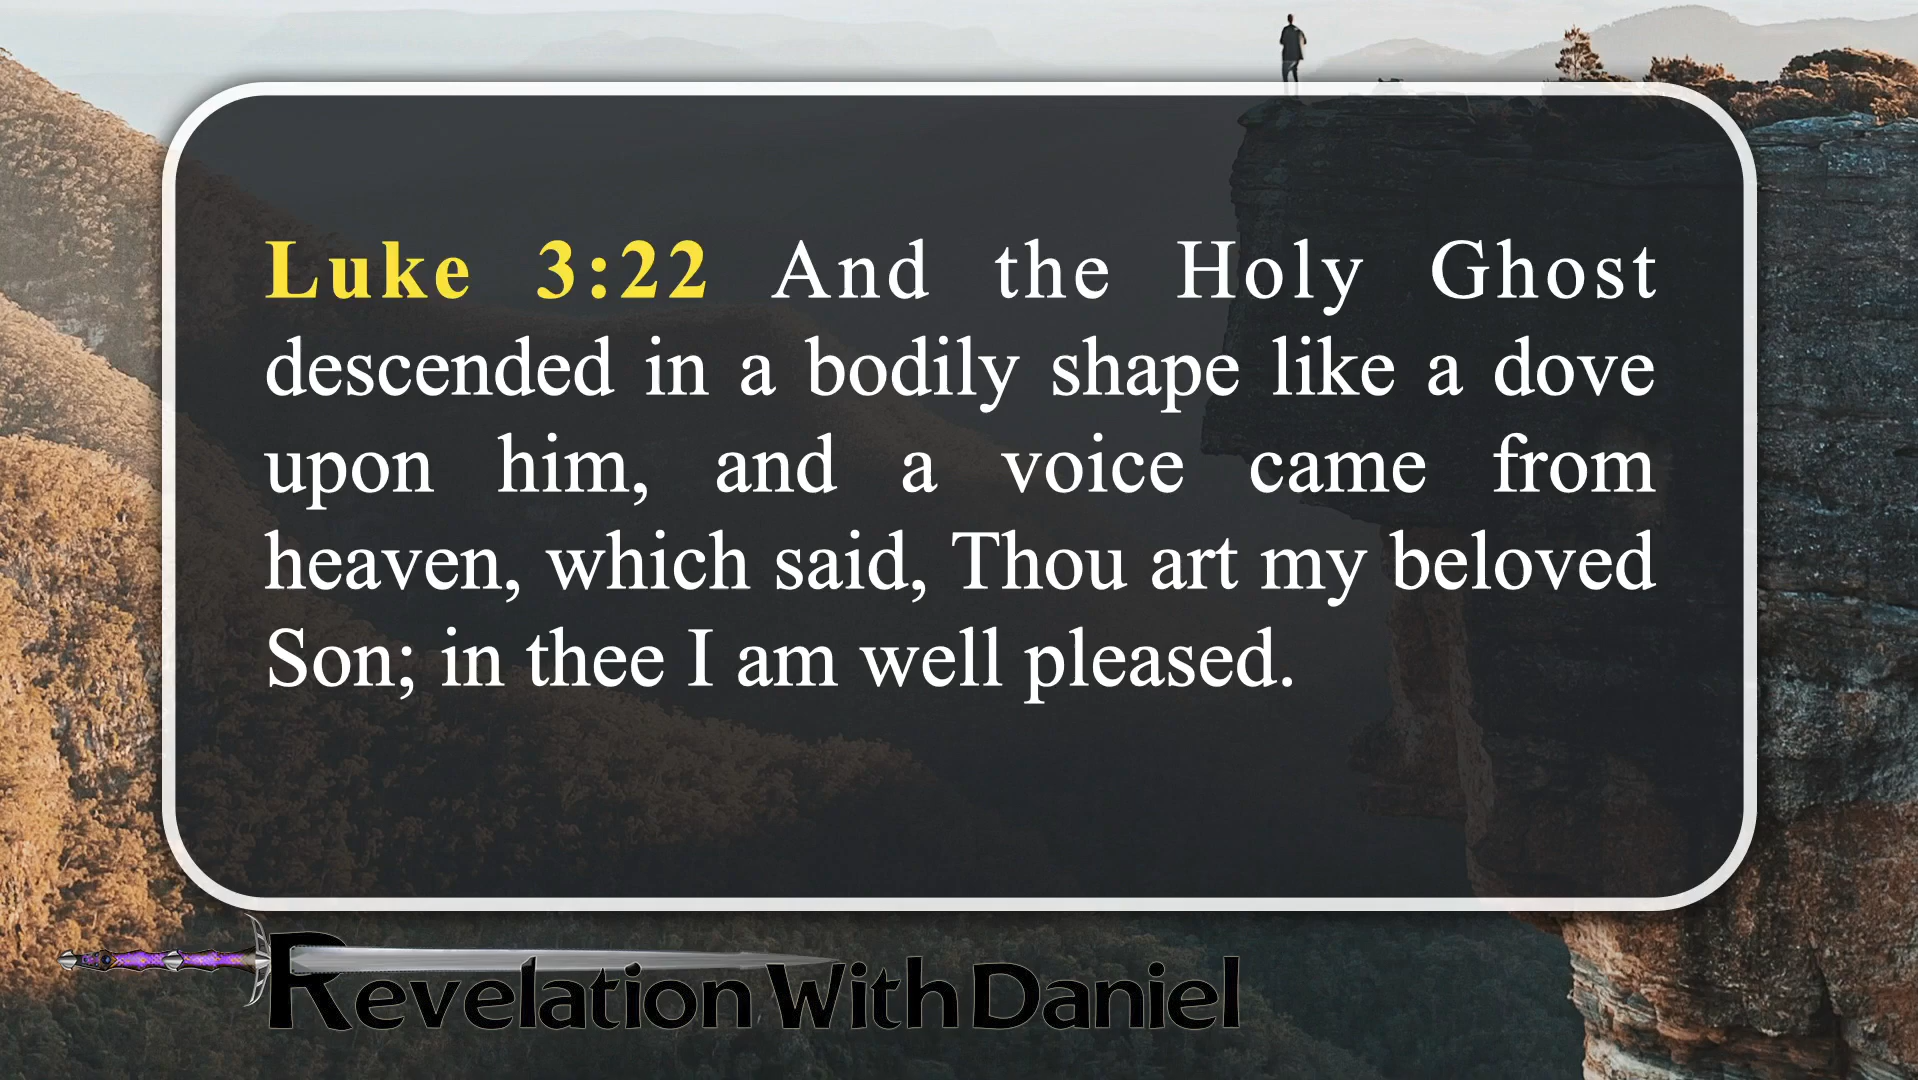 Luke 3:22 And the Holy Ghost
descended in a bodily shape like a dove
upon him, and a voice came from
heaven, which said, Thou art my beloved
Son; in thee I am well pleased.
Revelation With Daniel